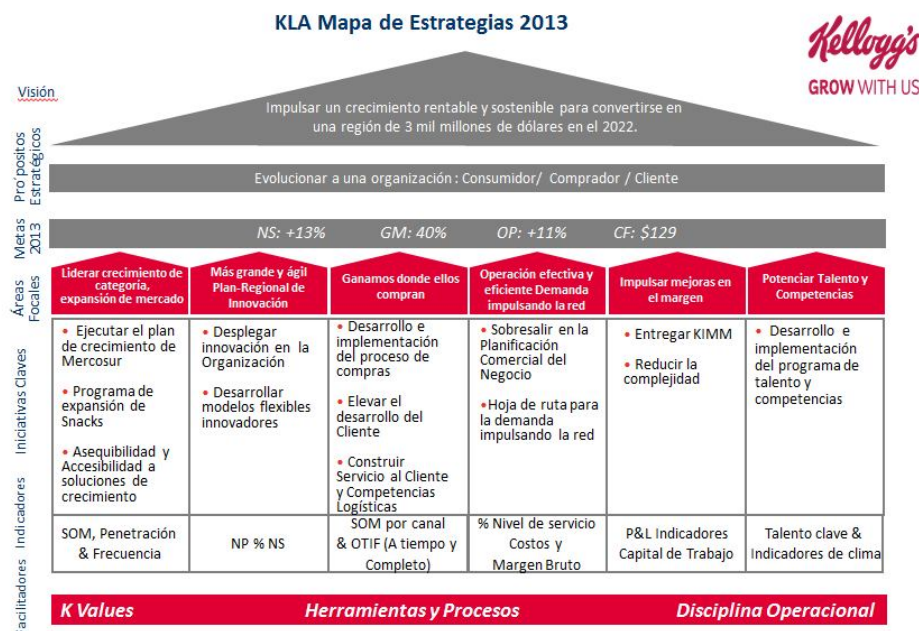 KLA Mapa de Estrategias 2013
Kellogg's
GROW WITH US
Visión
Impulsar un crecimiento rentable y sostenible para convertirse en
una región de 3 mil millones de dólares en el 2022.
Pro´positos
Estratégicos
Evolucionar a una organización : Consumidor/ Comprador / Cliente
Metas
2013
NS: +13% GM: 40% OP: +11% CF: $129
Áreas
Focales
Liderar crecimiento de
categoría,
expansión de mercado
Más grande y ágil
Plan-Regional de
Innovación
Ganamos donde ellos
compran
Operación efectiva y
eficiente Demanda
impulsando la red
Impulsar mejoras en
el margen
Potenciar Talento y
Competencias
Iniciativas Claves
• Ejecutar el plan
de crecimiento de
Mercosur
• Programa de
expansión de
Snacks
• Asequibilidad y
Accesibilidad a
soluciones de
crecimiento
• Desplegar
innovación en la
Organización
• Desarrollar
modelos flexibles
innovadores
• Desarrollo e
implementación
del proceso de
compras
• Elevar el
desarrollo del
Cliente
• Construir
Servicio al Cliente
y Competencias
Logísticas
• Sobresalir en la
Planificación
Comercial del
Negocio
•Hoja de ruta para
la demanda
impulsando la red
• Entregar KIMM
• Reducir la
complejidad
• Desarrollo e
implementación
del programa de
talento y
competencias
Indicadores
SOM, Penetración
& Frecuencia
NP % NS
SOM por canal
& OTIF (A tiempo y
Completo)
% Nivel de servicio
Costos y
Margen Bruto
P&L Indicadores
Capital de Trabajo
Talento clave &
Indicadores de clima
Facilitadores
K Values Herramientas y Procesos Disciplina Operacional